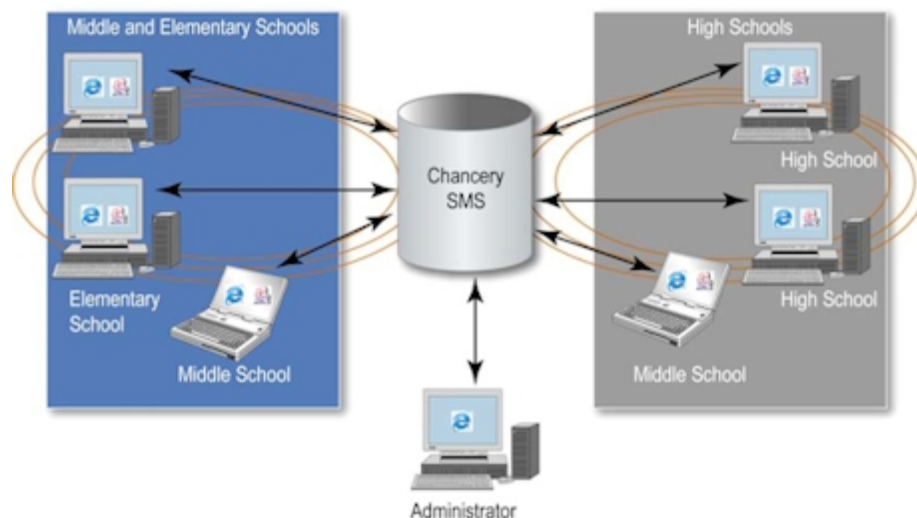 Middle and Elementary Schools
High Schools
Chancery
SMS
High School
Elementary
School
High School
Middle School
Middle School
Administrator